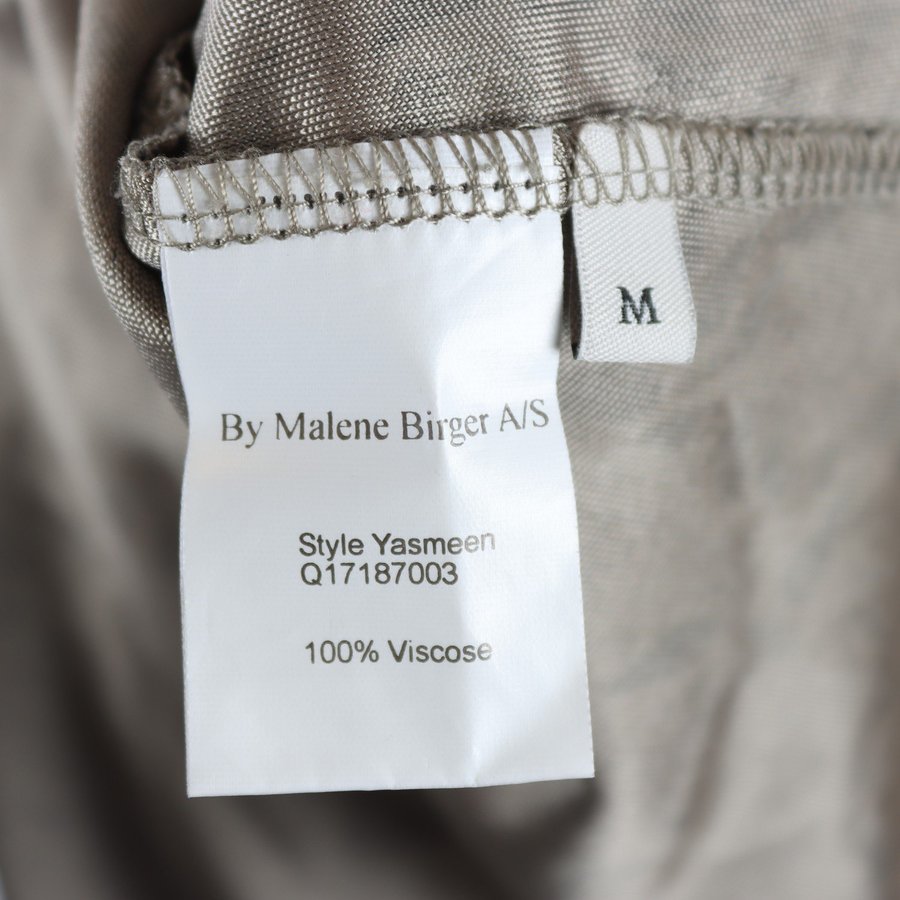 M
By Malene Birger A/S
Style Yasmeen
Q17187003
100% Viscose